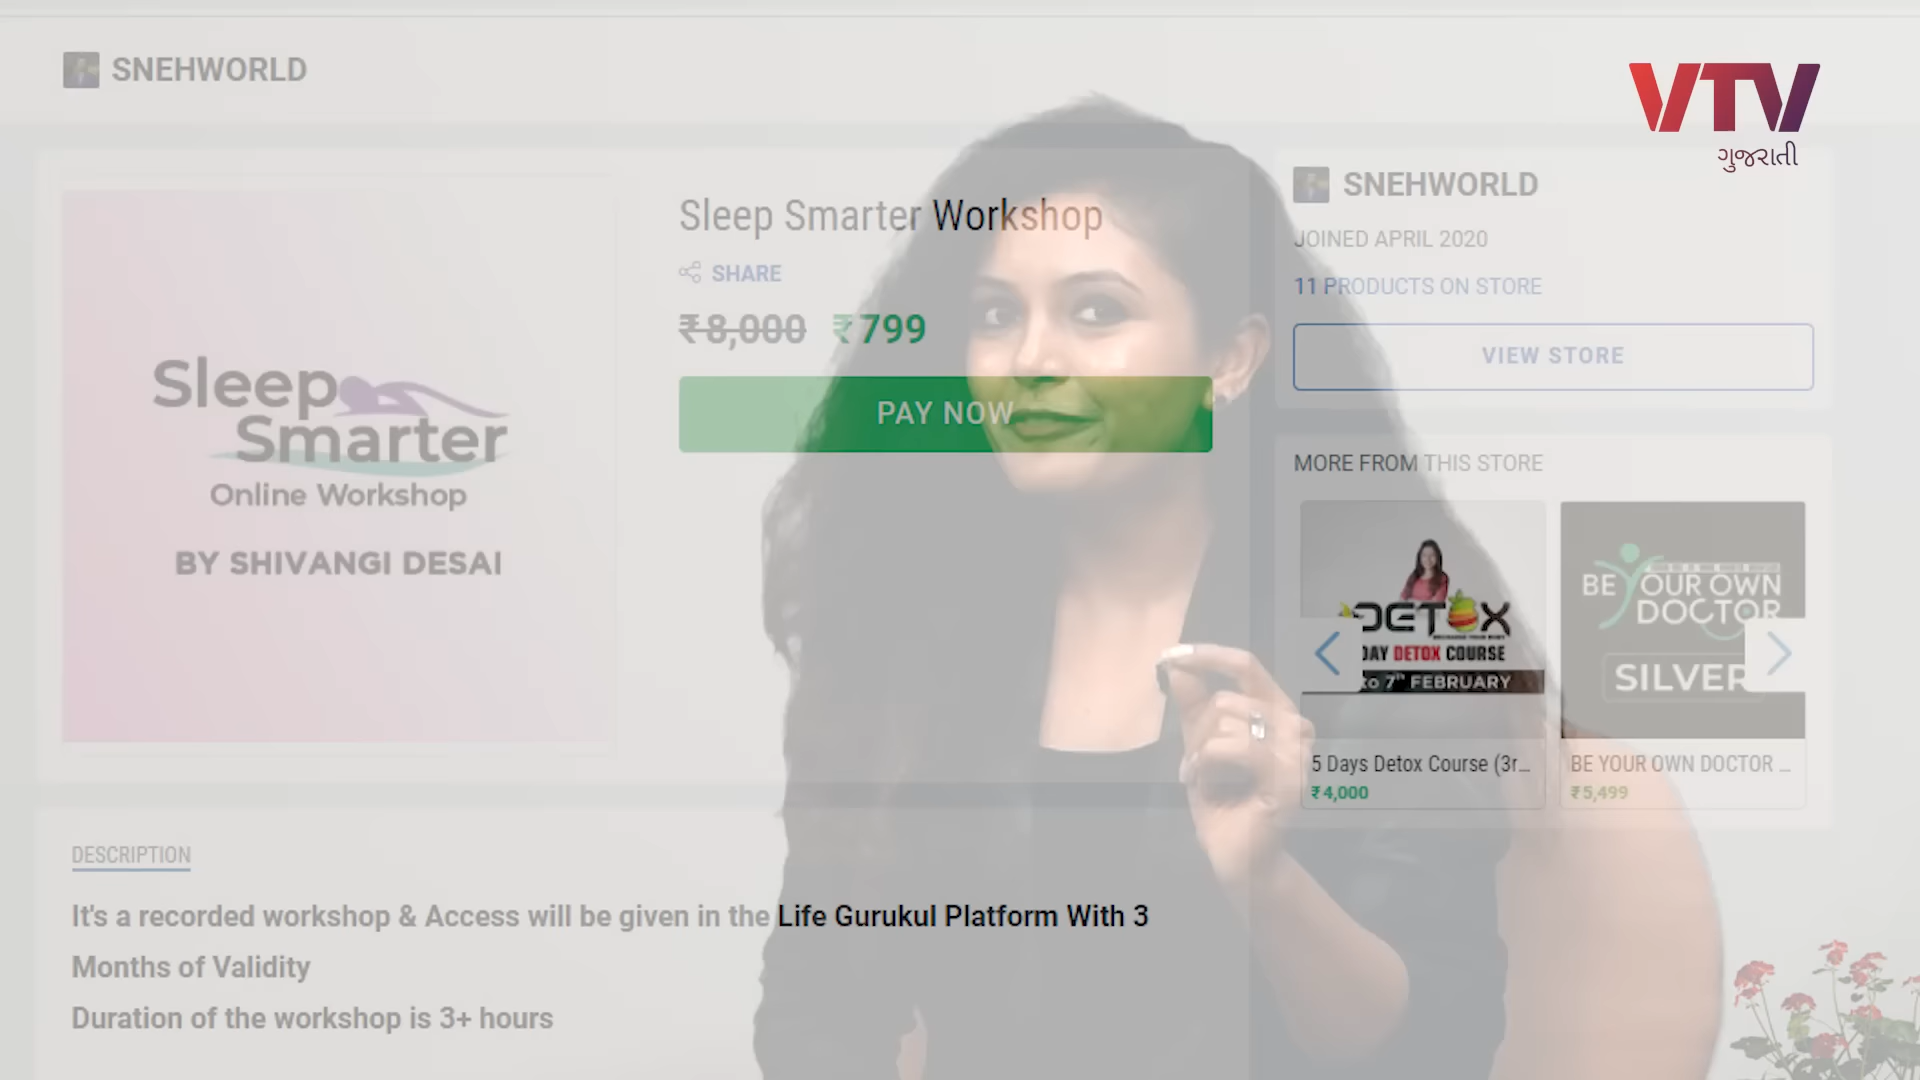 SNEHWORLD
VTV
ગુજરાતી
Sleep
Smarter
Online Workshop
BY SHIVANGI DESAI
Sleep Smarter Workshop
SHARE
₹8,000 ₹799
PAY NOW
SNEHWORLD
JOINED APRIL 2020
11 PRODUCTS ON STORE
VIEW STORE
MORE FROM THIS STORE
DETOX
DAY DETOX COURSE
to 7th FEBRUARY
5 Days Detox Course (3r...
₹4,000
BE YOUR OWN
DOCTOR
SILVER
BE YOUR OWN DOCTOR ...
₹5,499
DESCRIPTION
It's a recorded workshop & Access will be given in the Life Gurukul Platform With 3
Months of Validity
Duration of the workshop is 3+ hours